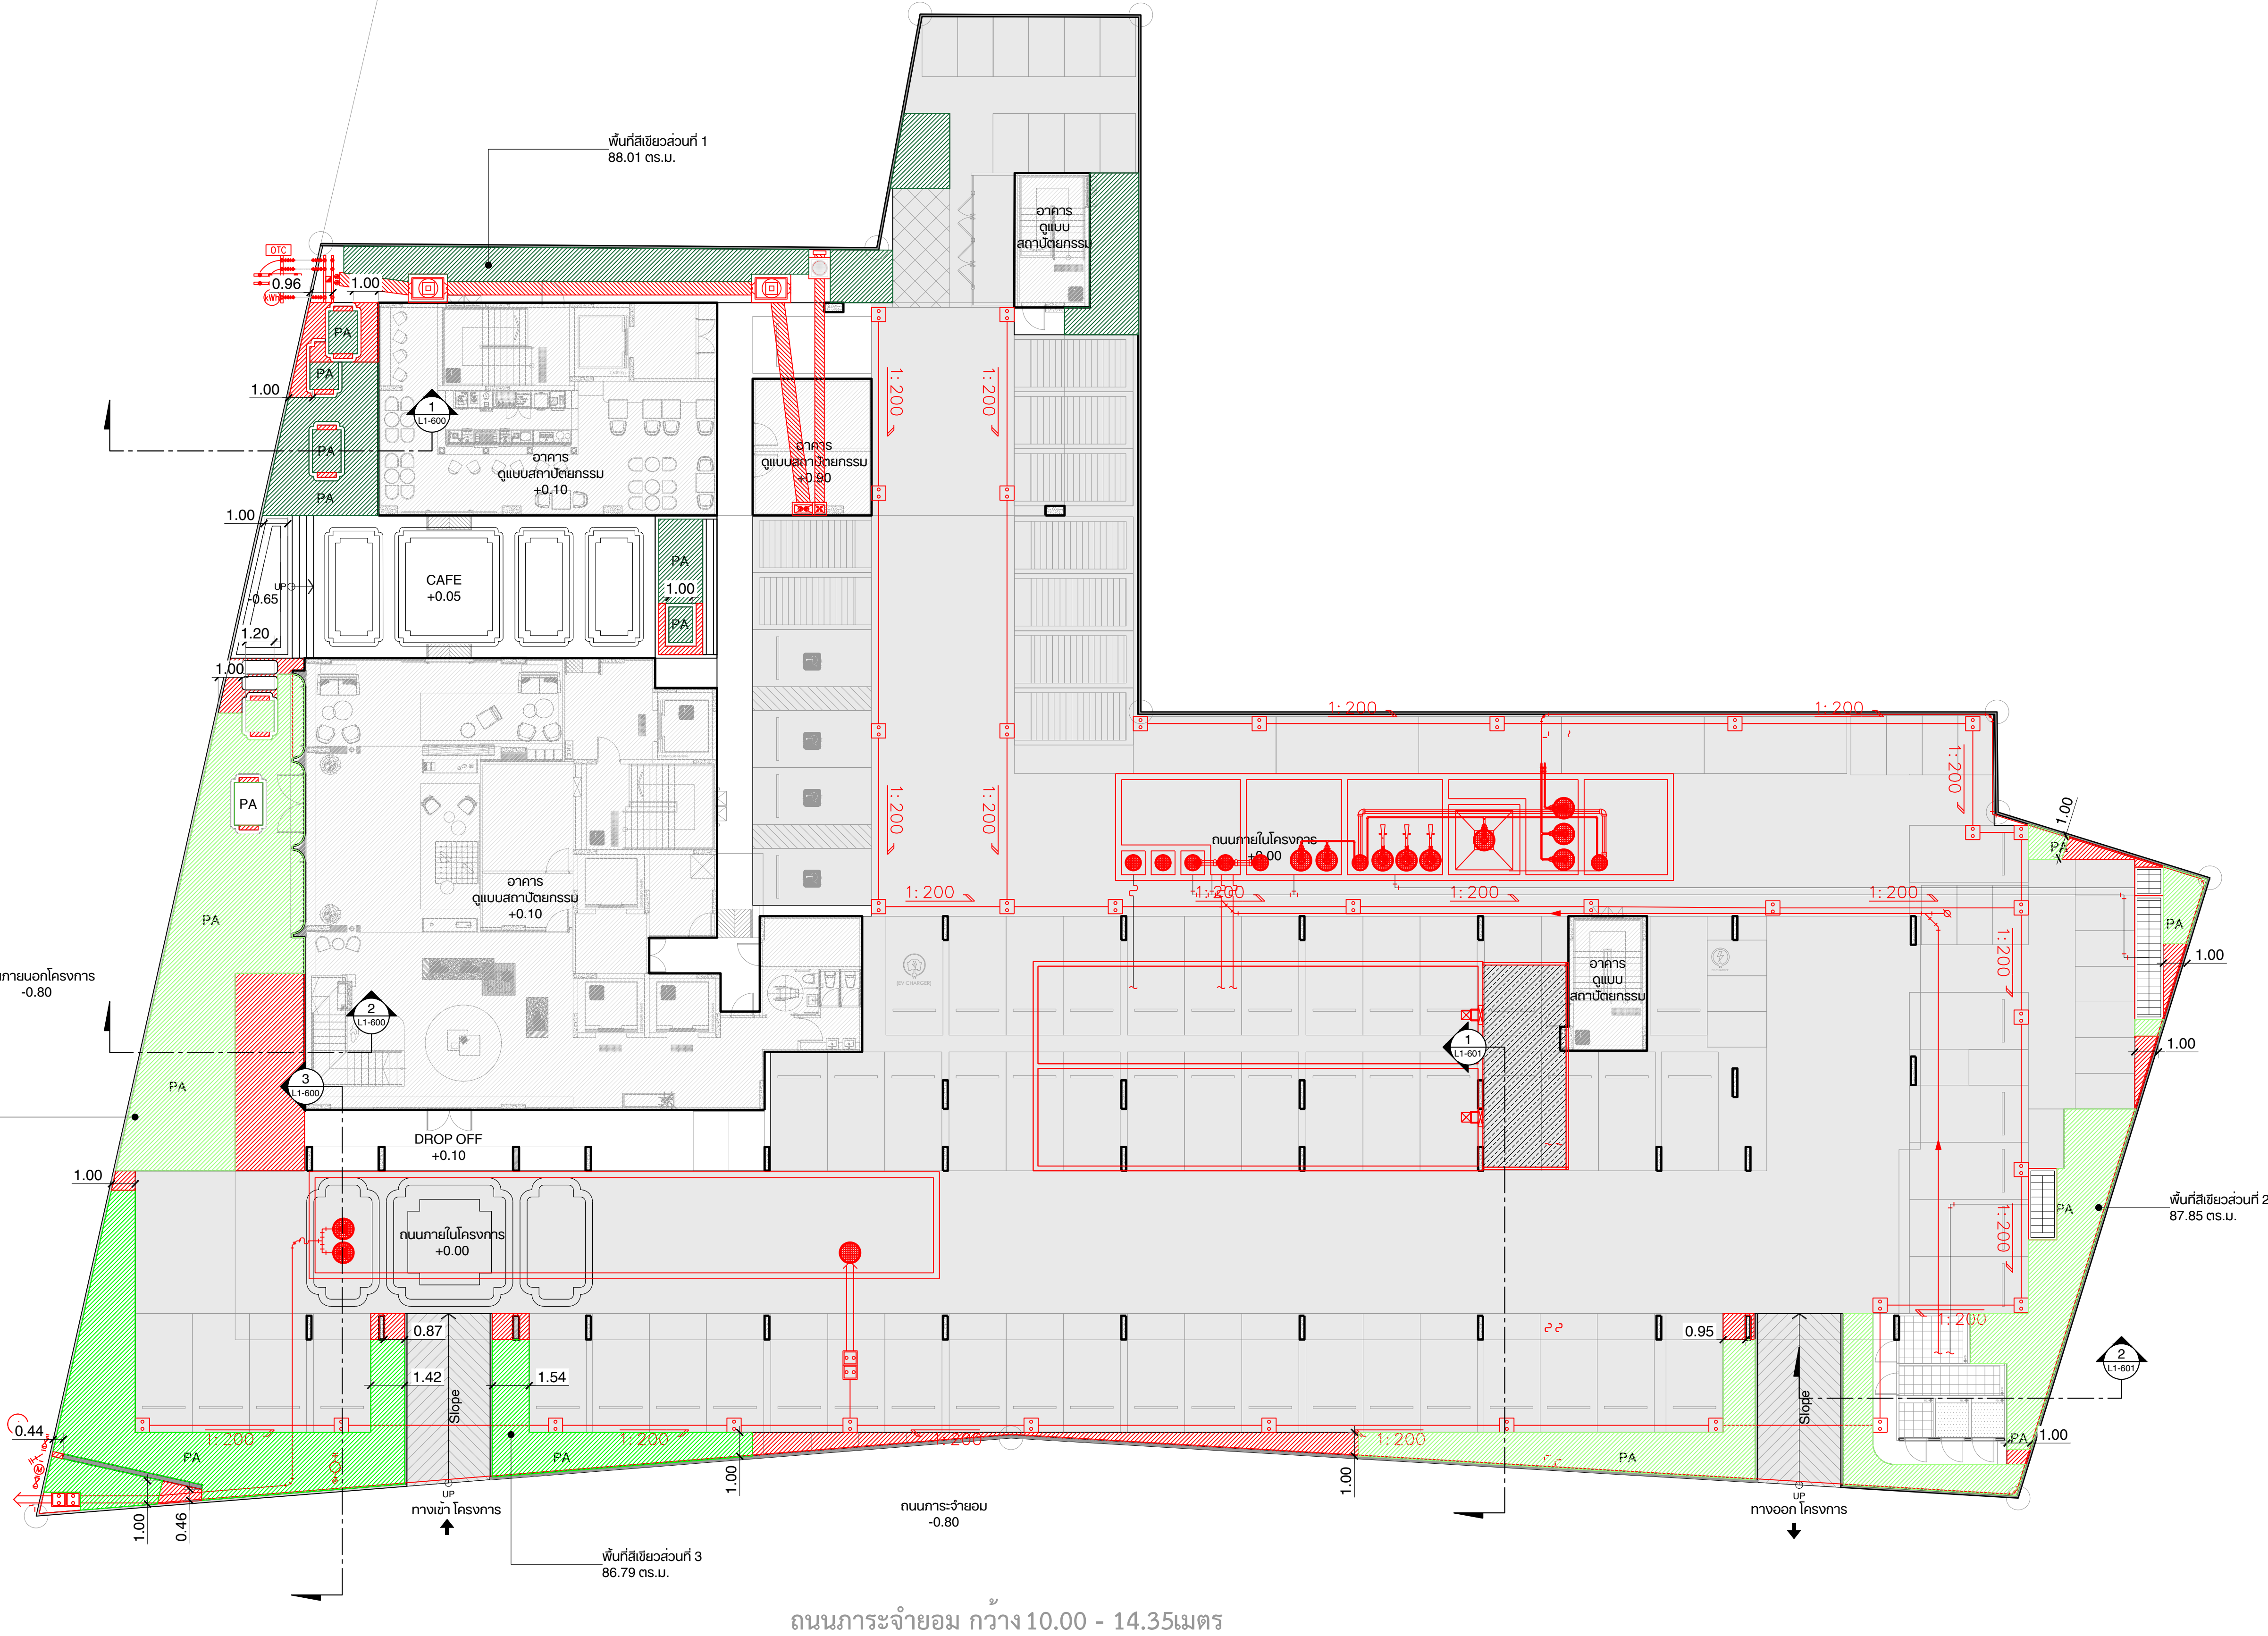 พื้นที่สีเขียวส่วนที่ 1
88.01 ตร.ม.
อาคาร
ดูแบบ
สถาปัตยกรรม
OTC
0.96
1.00
kWh
PA
PA
1.00
1
L1-600
1:200
1:200
PA
อาคาร
ดูแบบสถาปัตยกรรม
+0.10
อาคาร
ดูแบบสถาปัตยกรรม
+0.90
PA
1.00
PA
UP
-0.65
CAFE
+0.05
1.00
PA
1.20
1.00
1:200
1:200
1:200
1.00
PA
1:200
1:200
ถนนภายในโครงการ
+0.00
PA
1:200
1:200
1:200
1:200
อาคาร
ดูแบบสถาปัตยกรรม
+0.10
PA
PA
1:200
1.00
อาคาร
ดูแบบ
สถาปัตยกรรม
ภายนอกโครงการ
-0.80
2
L1-600
1
L1-601
1.00
PA
3
L1-600
DROP OFF
+0.10
1.00
พื้นที่สีเขียวส่วนที่ 2
87.85 ตร.ม.
PA
1:200
ถนนภายในโครงการ
+0.00
1:200
0.87
0.95
1.42
1.54
Slope
Slope
2
L1-601
0.44
1:200
1:200
1:200
1:200
PA
PA
PA
PA
1.00
1.00
1.00
1.00
0.46
UP
ทางเข้า โครงการ
ถนนภาระจำยอม
-0.80
UP
ทางออก โครงการ
พื้นที่สีเขียวส่วนที่ 3
86.79 ตร.ม.
ถนนภาระจำยอม กว้าง 10.00 - 14.35เมตร